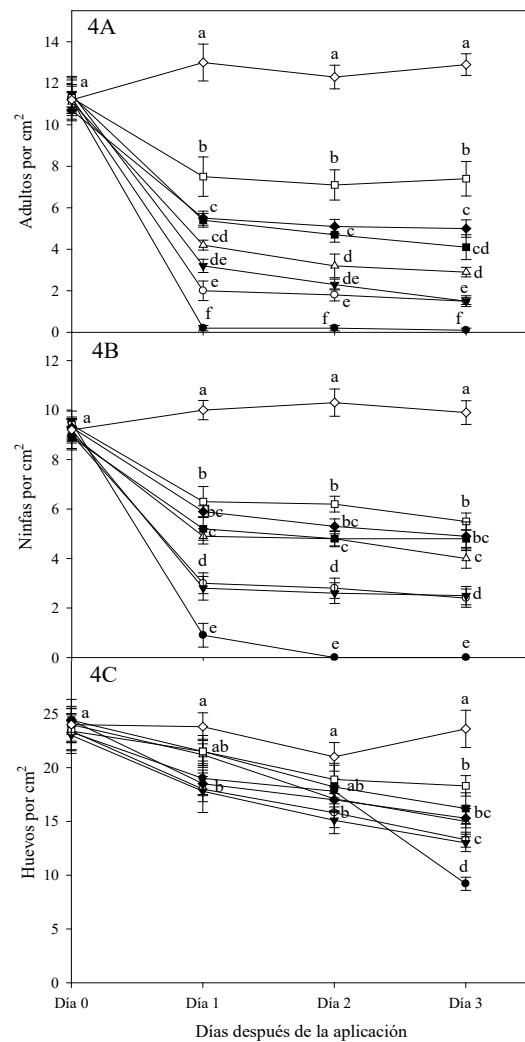 4A
14
12
10
8
6
4
2
0
Adultos por cm2
a
a
a
a
b
b
b
c
c
c
cd
cd
d
d
de
de
e
e
e
f
f
f
4B
12
10
8
6
4
2
0
Ninfas por cm2
a
a
a
a
b
b
b
bc
bc
bc
c
c
c
d
d
d
e
e
e
4C
25
20
15
10
5
0
Huevos por cm2
a
a
a
a
ab
ab
b
b
b
bc
c
d
Día 0
Día 1
Día 2
Día 3
Días después de la aplicación